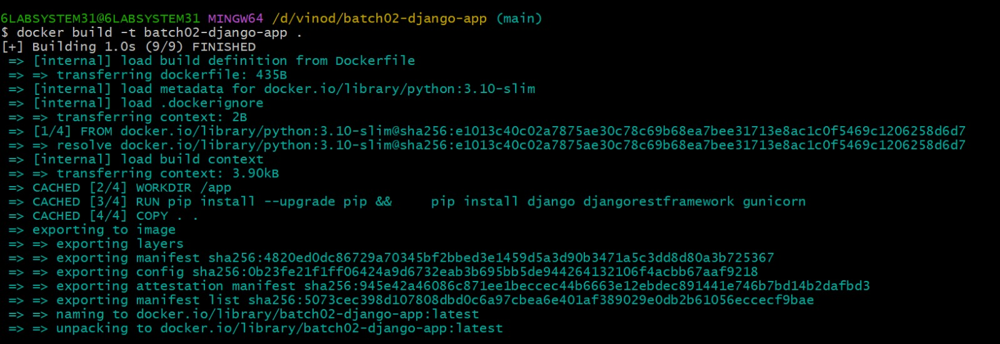 6LABSYSTEM31@6LABSYSTEM31 MINGW64 /d/vinod/batch02-django-app (main)
$ docker build -t batch02-django-app .
[+] Building 1.0s (9/9) FINISHED
=> [internal] load build definition from Dockerfile
=> => transferring dockerfile: 435B
=> [internal] load metadata for docker.io/library/python:3.10-slim
=> [internal] load .dockerignore
=> => transferring context: 2B
=> [1/4] FROM docker.io/library/python:3.10-slim@sha256:e1013c40c02a7875ae30c78c69b68ea7bee31713e8ac1c0f5469c1206258d6d7
=> => resolve docker.io/library/python:3.10-slim@sha256:e1013c40c02a7875ae30c78c69b68ea7bee31713e8ac1c0f5469c1206258d6d7
=> [internal] load build context
=> => transferring context: 3.90kB
=> CACHED [2/4] WORKDIR /app
=> CACHED [3/4] RUN pip install --upgrade pip &&     pip install django djangorestframework gunicorn
=> CACHED [4/4] COPY . .
=> exporting to image
=> => exporting layers
=> => exporting manifest sha256:4820ed0dc86729a70345bf2bbed3e1459d5a3d90b3471a5c3dd8d80a3b725367
=> => exporting config sha256:0b23fe21f1ff06424a9d6732eab3b695bb5de944264132106f4acbb67aaf9218
=> => exporting attestation manifest sha256:945e42a46086c871ee1beccec44b6663e12ebdec891441e746b7bd14b2dafbd3
=> => exporting manifest list sha256:5073cec398d107808dbd0c6a97cbea6e401af389029e0db2b61056eccecf9bae
=> => naming to docker.io/library/batch02-django-app:latest
=> => unpacking to docker.io/library/batch02-django-app:latest